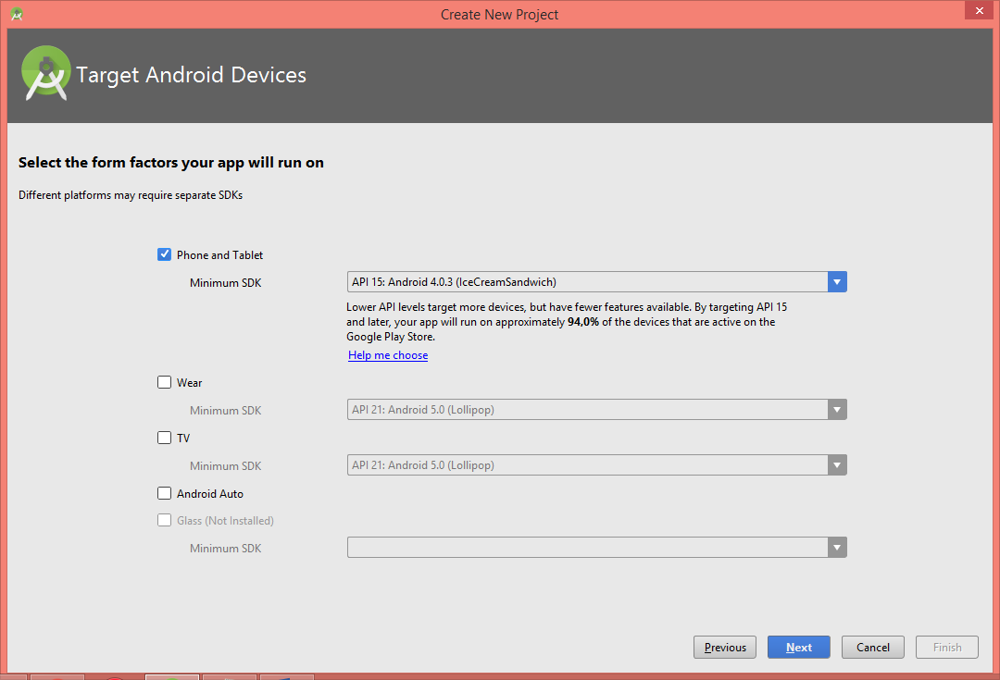 Create New Project
Target Android Devices
Select the form factors your app will run on
Different platforms may require separate SDKs
Phone and Tablet
Minimum SDK
API 15: Android 4.0.3 (IceCreamSandwich)
Lower API levels target more devices, but have fewer features available. By targeting API 15
and later, your app will run on approximately 94,0% of the devices that are active on the
Google Play Store.
Help me choose
Wear
Minimum SDK
API 21: Android 5.0 (Lollipop)
TV
Minimum SDK
API 21: Android 5.0 (Lollipop)
Android Auto
Glass (Not Installed)
Minimum SDK
Previous
Next
Cancel
Finish